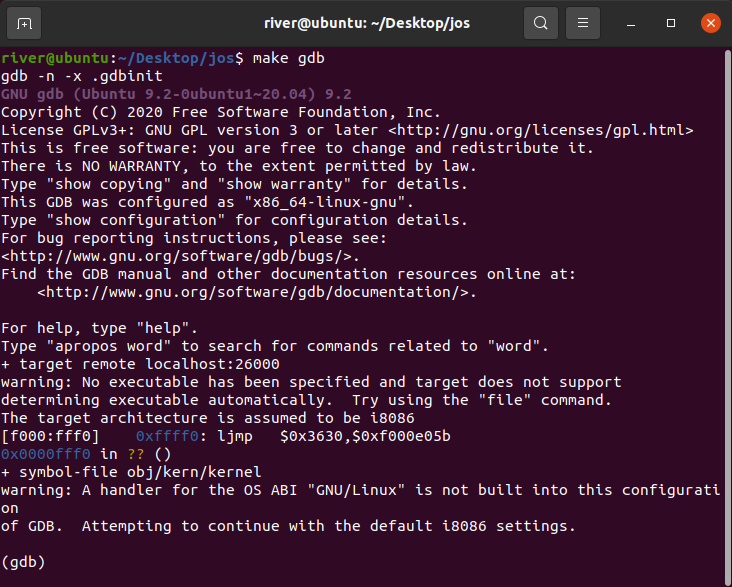 river@ubuntu: ~/Desktop/jos
river@ubuntu:~/Desktop/jos$ make gdb
gdb -n -x .gdbinit
GNU gdb (Ubuntu 9.2-0ubuntu1~20.04) 9.2
Copyright (C) 2020 Free Software Foundation, Inc.
License GPLv3+: GNU GPL version 3 or later <http://gnu.org/licenses/gpl.html>
This is free software: you are free to change and redistribute it.
There is NO WARRANTY, to the extent permitted by law.
Type "show copying" and "show warranty" for details.
This GDB was configured as "x86_64-linux-gnu".
Type "show configuration" for configuration details.
For bug reporting instructions, please see:
<http://www.gnu.org/software/gdb/bugs/>.
Find the GDB manual and other documentation resources online at:
    <http://www.gnu.org/software/gdb/documentation/>.
For help, type "help".
Type "apropos word" to search for commands related to "word".
+ target remote localhost:26000
warning: No executable has been specified and target does not support
determining executable automatically.  Try using the "file" command.
The target architecture is assumed to be i8086
[f000:fff0]    0xffff0: ljmp   $0x3630,$0xf000e05b
0x0000fff0 in ?? ()
+ symbol-file obj/kern/kernel
warning: A handler for the OS ABI "GNU/Linux" is not built into this configurati
on
of GDB.  Attempting to continue with the default i8086 settings.
(gdb)